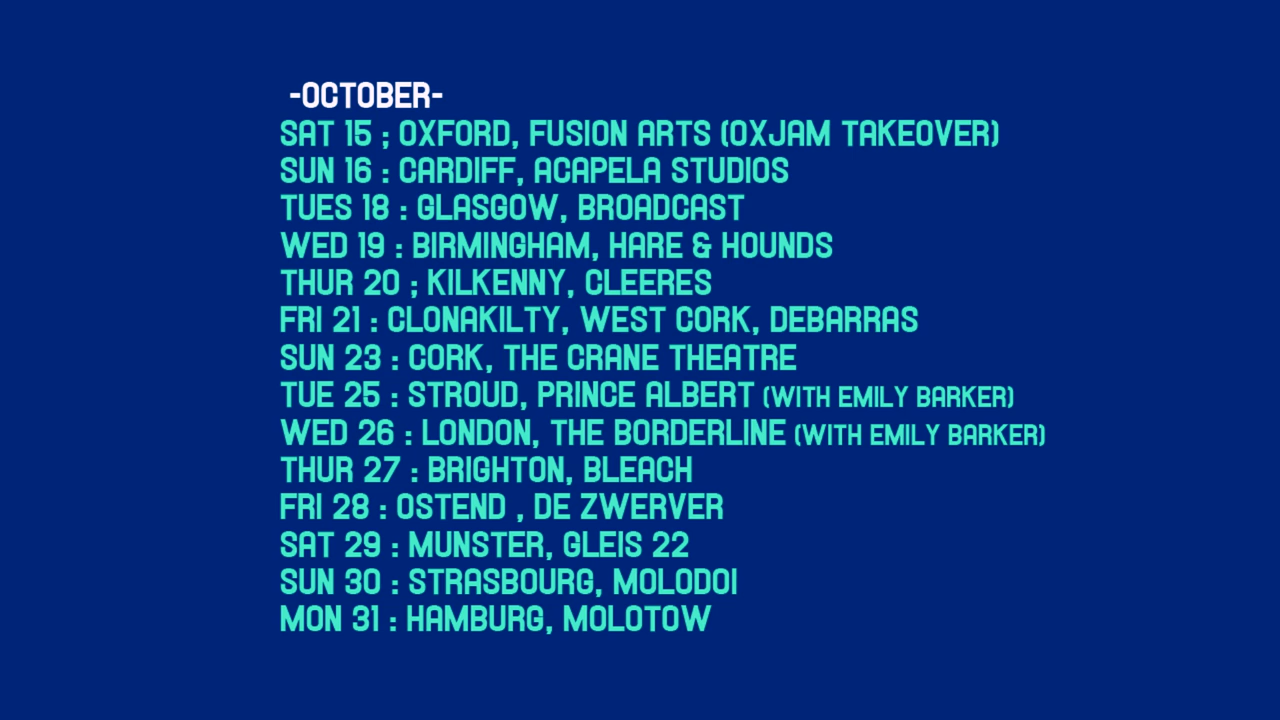 -OCTOBER-
SAT 15 ; OXFORD, FUSION ARTS (OXJAM TAKEOVER)
SUN 16 : CARDIFF, ACAPELA STUDIOS
TUES 18 : GLASGOW, BROADCAST
WED 19 : BIRMINGHAM, HARE & HOUNDS
THUR 20 ; KILKENNY, CLEERES
FRI 21 : CLONAKILTY, WEST CORK, DEBARRAS
SUN 23 : CORK, THE CRANE THEATRE
TUE 25 : STROUD, PRINCE ALBERT (WITH EMILY BARKER)
WED 26 : LONDON, THE BORDERLINE (WITH EMILY BARKER)
THUR 27 : BRIGHTON, BLEACH
FRI 28 : OSTEND , DE ZWERVER
SAT 29 : MUNSTER, GLEIS 22
SUN 30 : STRASBOURG, MOLODOI
MON 31 : HAMBURG, MOLOTOW